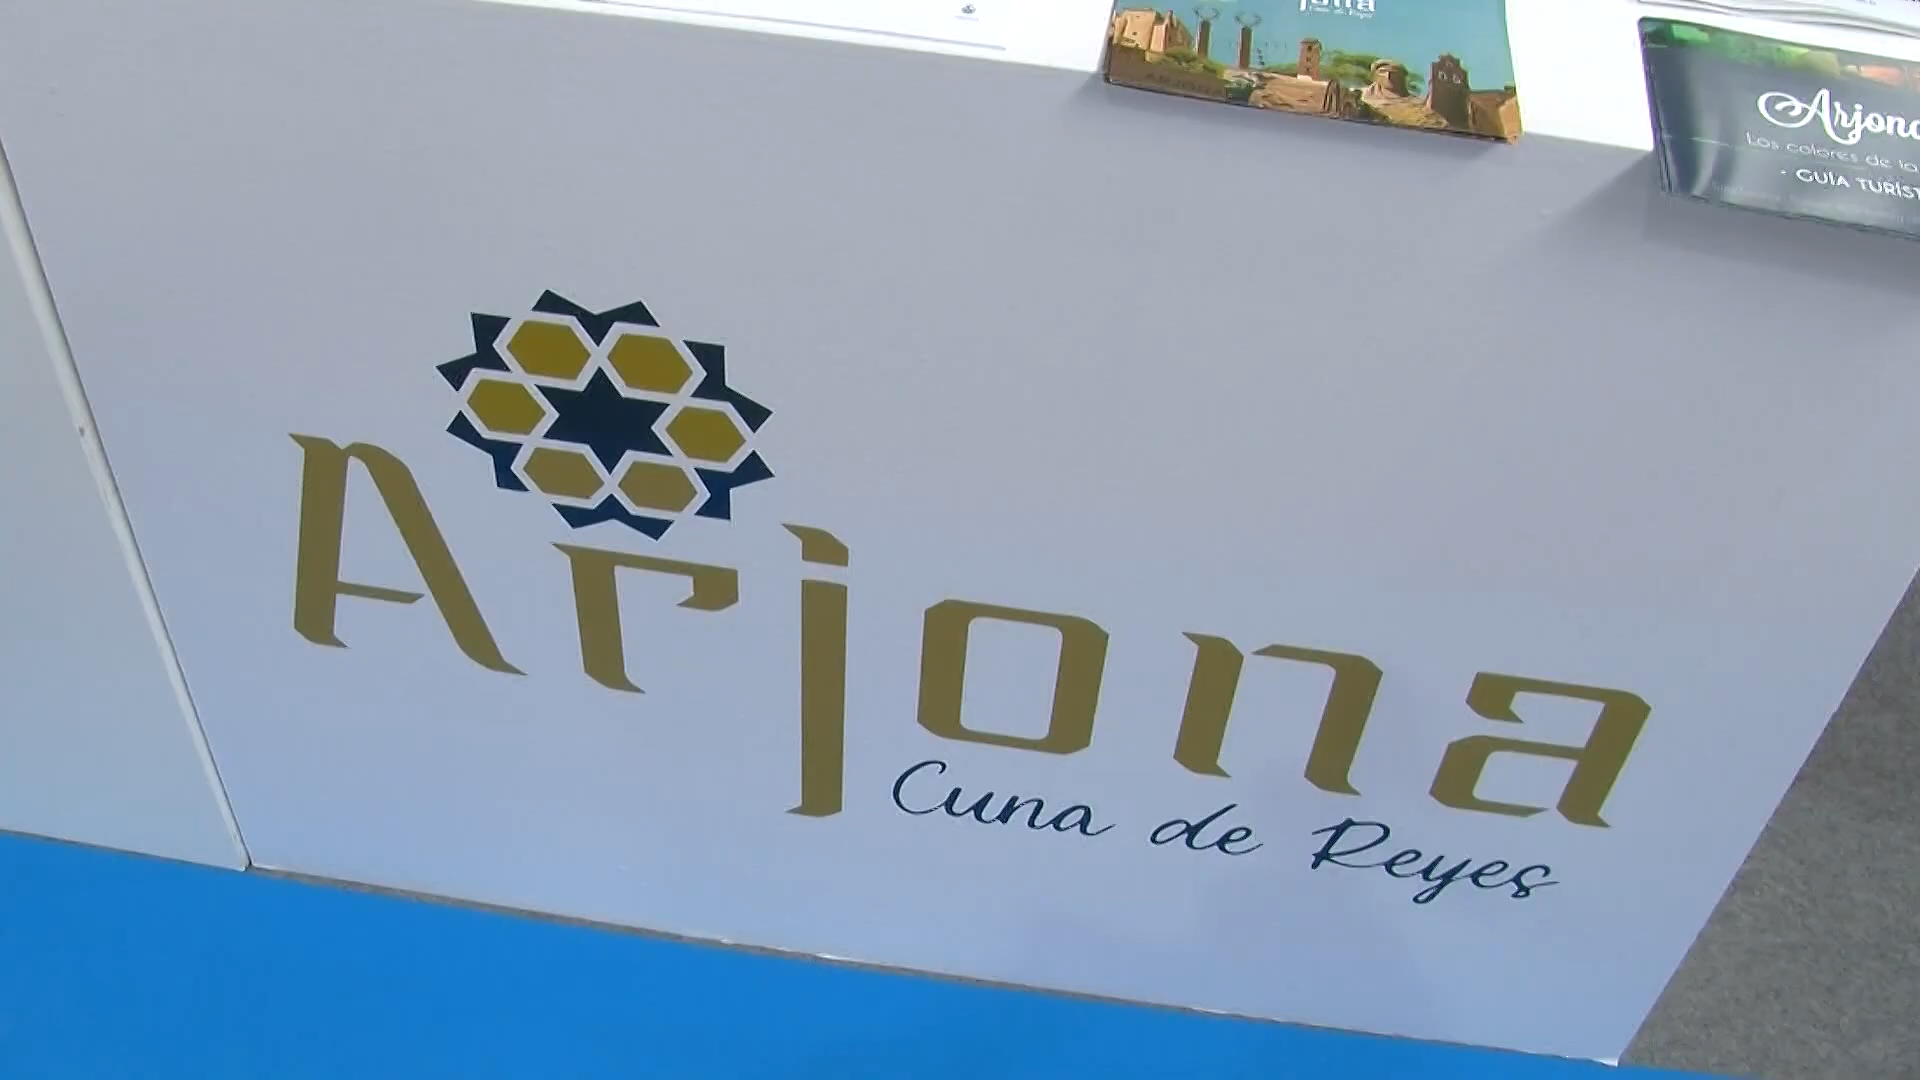 Arjona
Los colores de la
- GUÍA TURÍST
Arjona
Cuna de Reyes